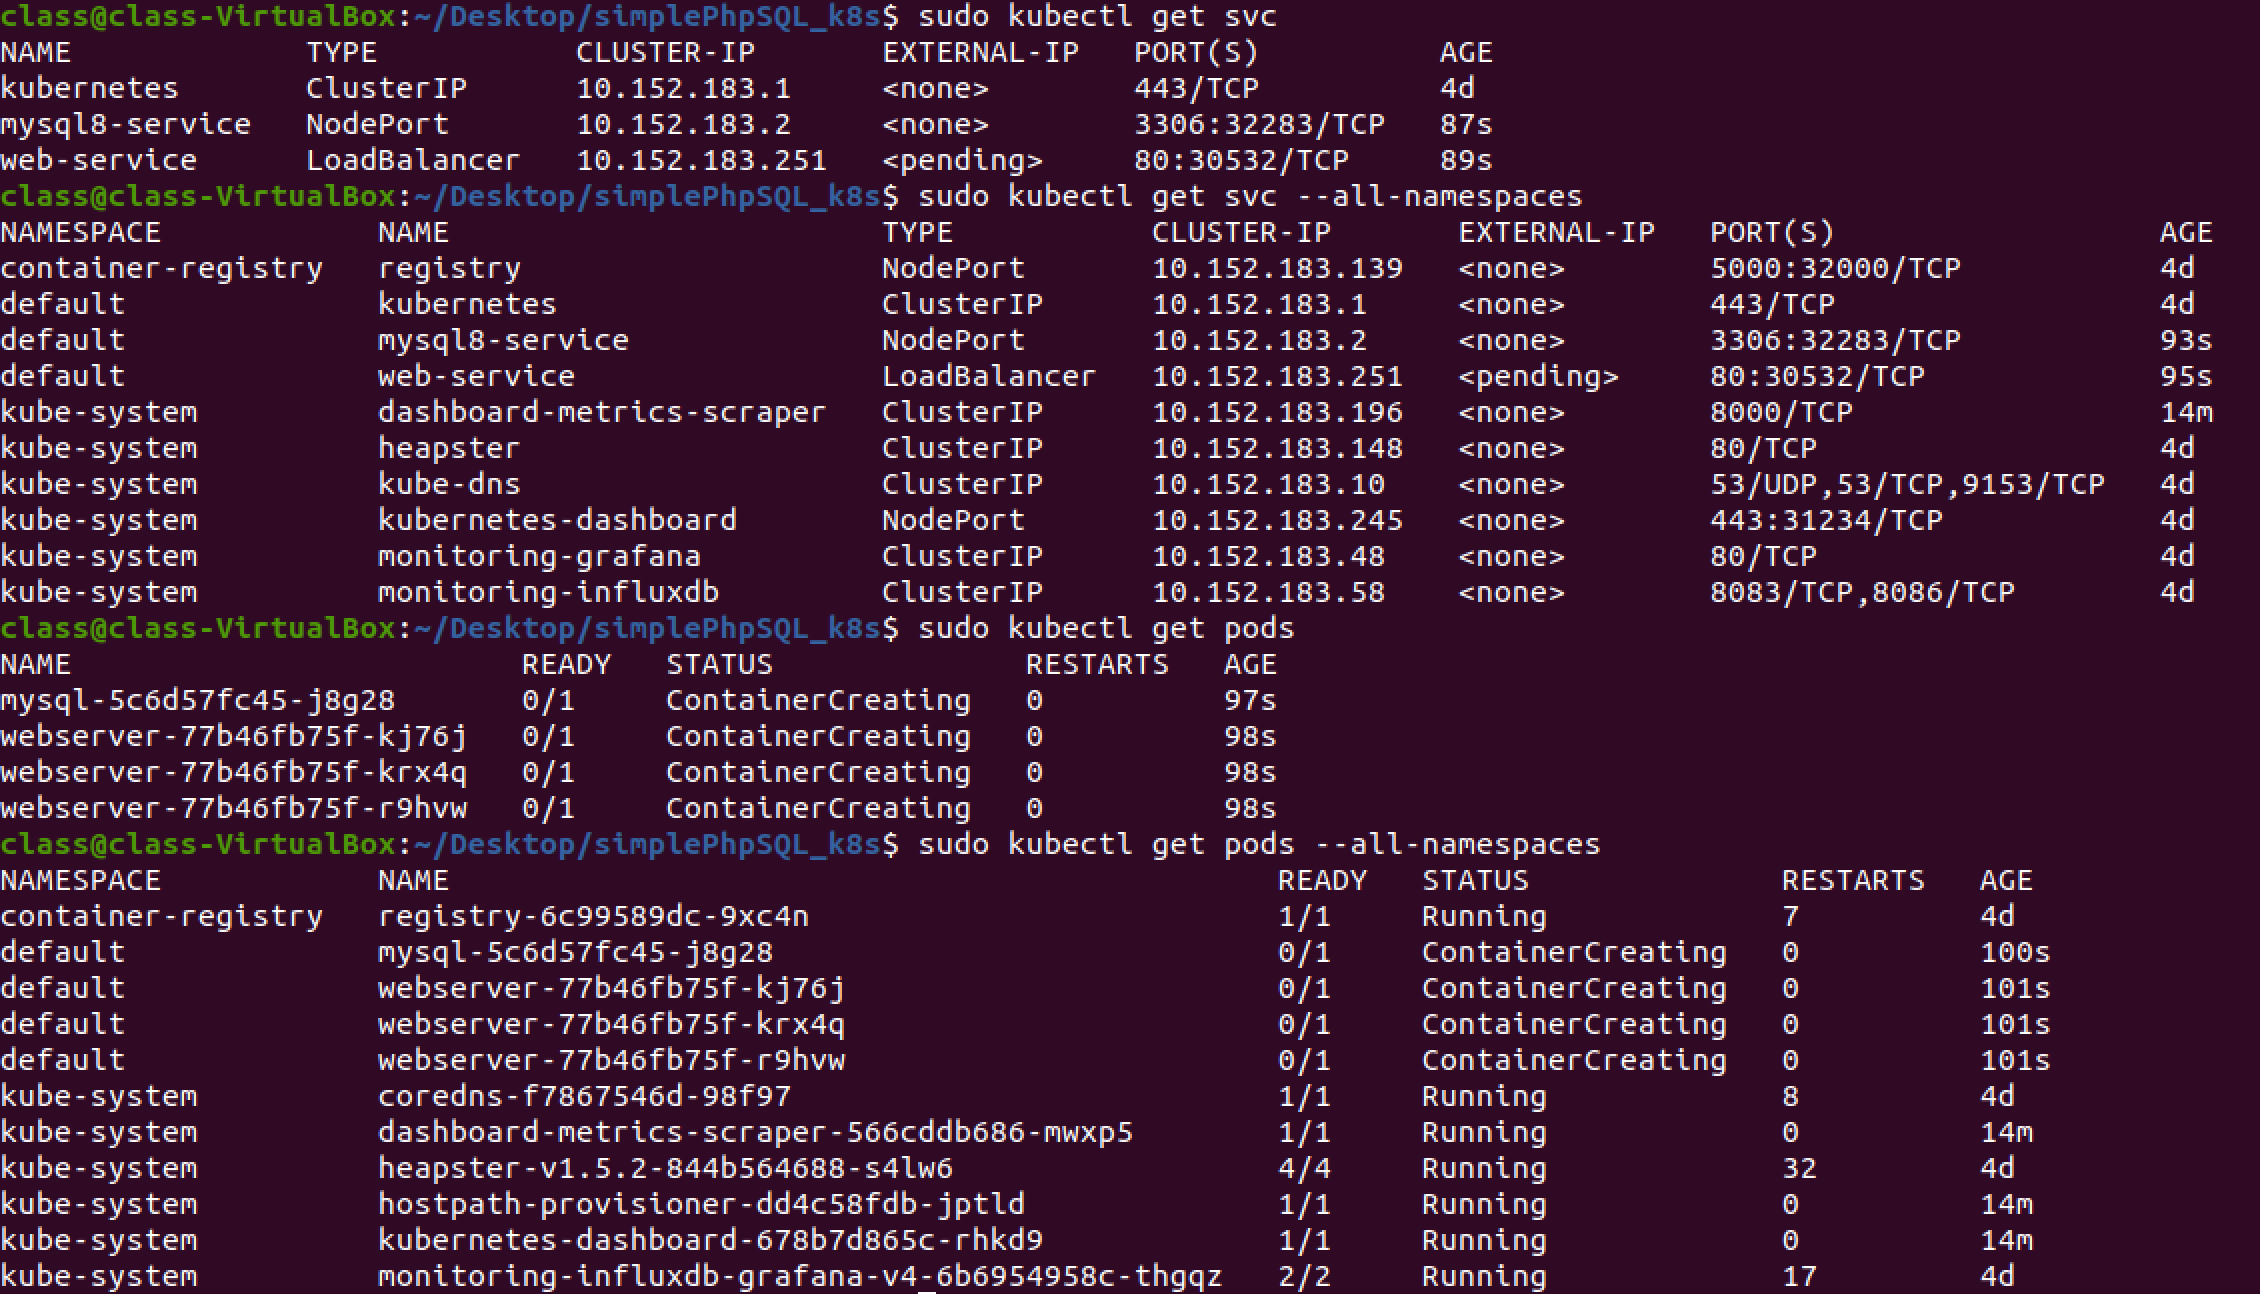 class@class-VirtualBox:~/Desktop/simplePhpSQL_k8s$ sudo kubectl get svc
NAME TYPE CLUSTER-IP EXTERNAL-IP PORT(S) AGE
kubernetes ClusterIP 10.152.183.1 <none> 443/TCP 4d
mysql8-service NodePort 10.152.183.2 <none> 3306:32283/TCP 87s
web-service LoadBalancer 10.152.183.251 <pending> 80:30532/TCP 89s
class@class-VirtualBox:~/Desktop/simplePhpSQL_k8s$ sudo kubectl get svc --all-namespaces
NAMESPACE NAME TYPE CLUSTER-IP EXTERNAL-IP PORT(S) AGE
container-registry registry NodePort 10.152.183.139 <none> 5000:32000/TCP 4d
default kubernetes ClusterIP 10.152.183.1 <none> 443/TCP 4d
default mysql8-service NodePort 10.152.183.2 <none> 3306:32283/TCP 93s
default web-service LoadBalancer 10.152.183.251 <pending> 80:30532/TCP 95s
kube-system dashboard-metrics-scraper ClusterIP 10.152.183.196 <none> 8000/TCP 14m
kube-system heapster ClusterIP 10.152.183.148 <none> 80/TCP 4d
kube-system kube-dns ClusterIP 10.152.183.10 <none> 53/UDP,53/TCP,9153/TCP 4d
kube-system kubernetes-dashboard NodePort 10.152.183.245 <none> 443:31234/TCP 4d
kube-system monitoring-grafana ClusterIP 10.152.183.48 <none> 80/TCP 4d
kube-system monitoring-influxdb ClusterIP 10.152.183.58 <none> 8083/TCP,8086/TCP 4d
class@class-VirtualBox:~/Desktop/simplePhpSQL_k8s$ sudo kubectl get pods
NAME READY STATUS RESTARTS AGE
mysql-5c6d57fc45-j8g28 0/1 ContainerCreating 0 97s
webserver-77b46fb75f-kj76j 0/1 ContainerCreating 0 98s
webserver-77b46fb75f-krx4q 0/1 ContainerCreating 0 98s
webserver-77b46fb75f-r9hvw 0/1 ContainerCreating 0 98s
class@class-VirtualBox:~/Desktop/simplePhpSQL_k8s$ sudo kubectl get pods --all-namespaces
NAMESPACE NAME READY STATUS RESTARTS AGE
container-registry registry-6c99589dc-9xc4n 1/1 Running 7 4d
default mysql-5c6d57fc45-j8g28 0/1 ContainerCreating 0 100s
default webserver-77b46fb75f-kj76j 0/1 ContainerCreating 0 101s
default webserver-77b46fb75f-krx4q 0/1 ContainerCreating 0 101s
default webserver-77b46fb75f-r9hvw 0/1 ContainerCreating 0 101s
kube-system coredns-f7867546d-98f97 1/1 Running 8 4d
kube-system dashboard-metrics-scraper-566cddb686-mwxp5 1/1 Running 0 14m
kube-system heapster-v1.5.2-844b564688-s4lw6 4/4 Running 32 4d
kube-system hostpath-provisioner-dd4c58fdb-jptld 1/1 Running 0 14m
kube-system kubernetes-dashboard-678b7d865c-rhkd9 1/1 Running 0 14m
kube-system monitoring-influxdb-grafana-v4-6b6954958c-thgqz 2/2 Running 17 4d